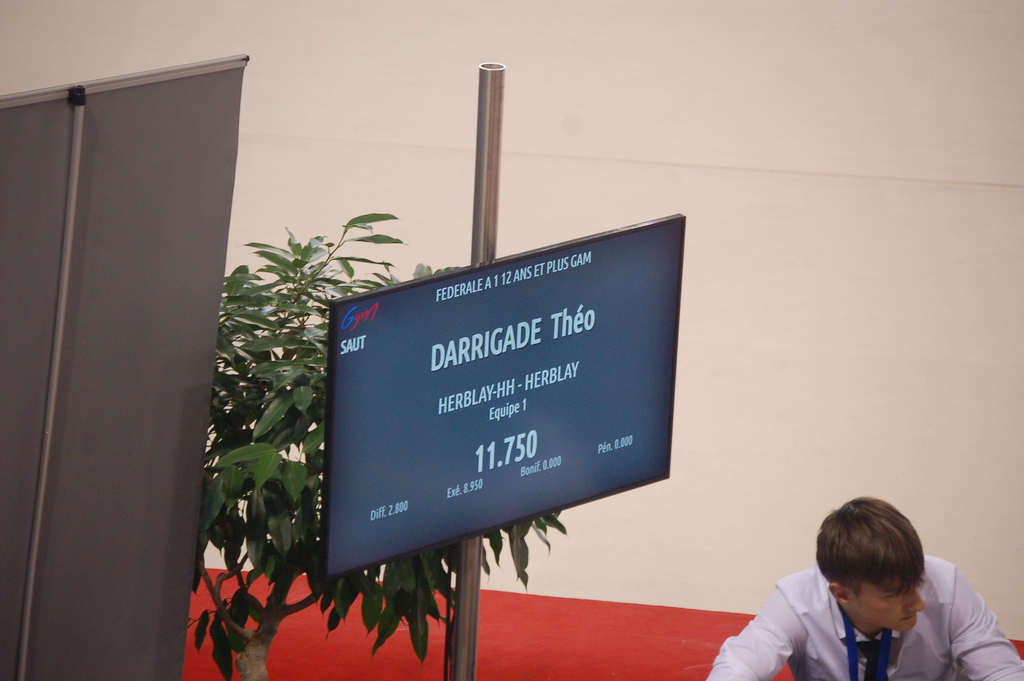 FEDERALE A 1 12 ANS ET PLUS GAM
Gym
SAUT
DARRIGADE Théo
HERBLAY-HH - HERBLAY
Equipe 1
11.750
Diff. 2.800 Exé. 8.950 Bonif. 0.000 Pén. 0.000